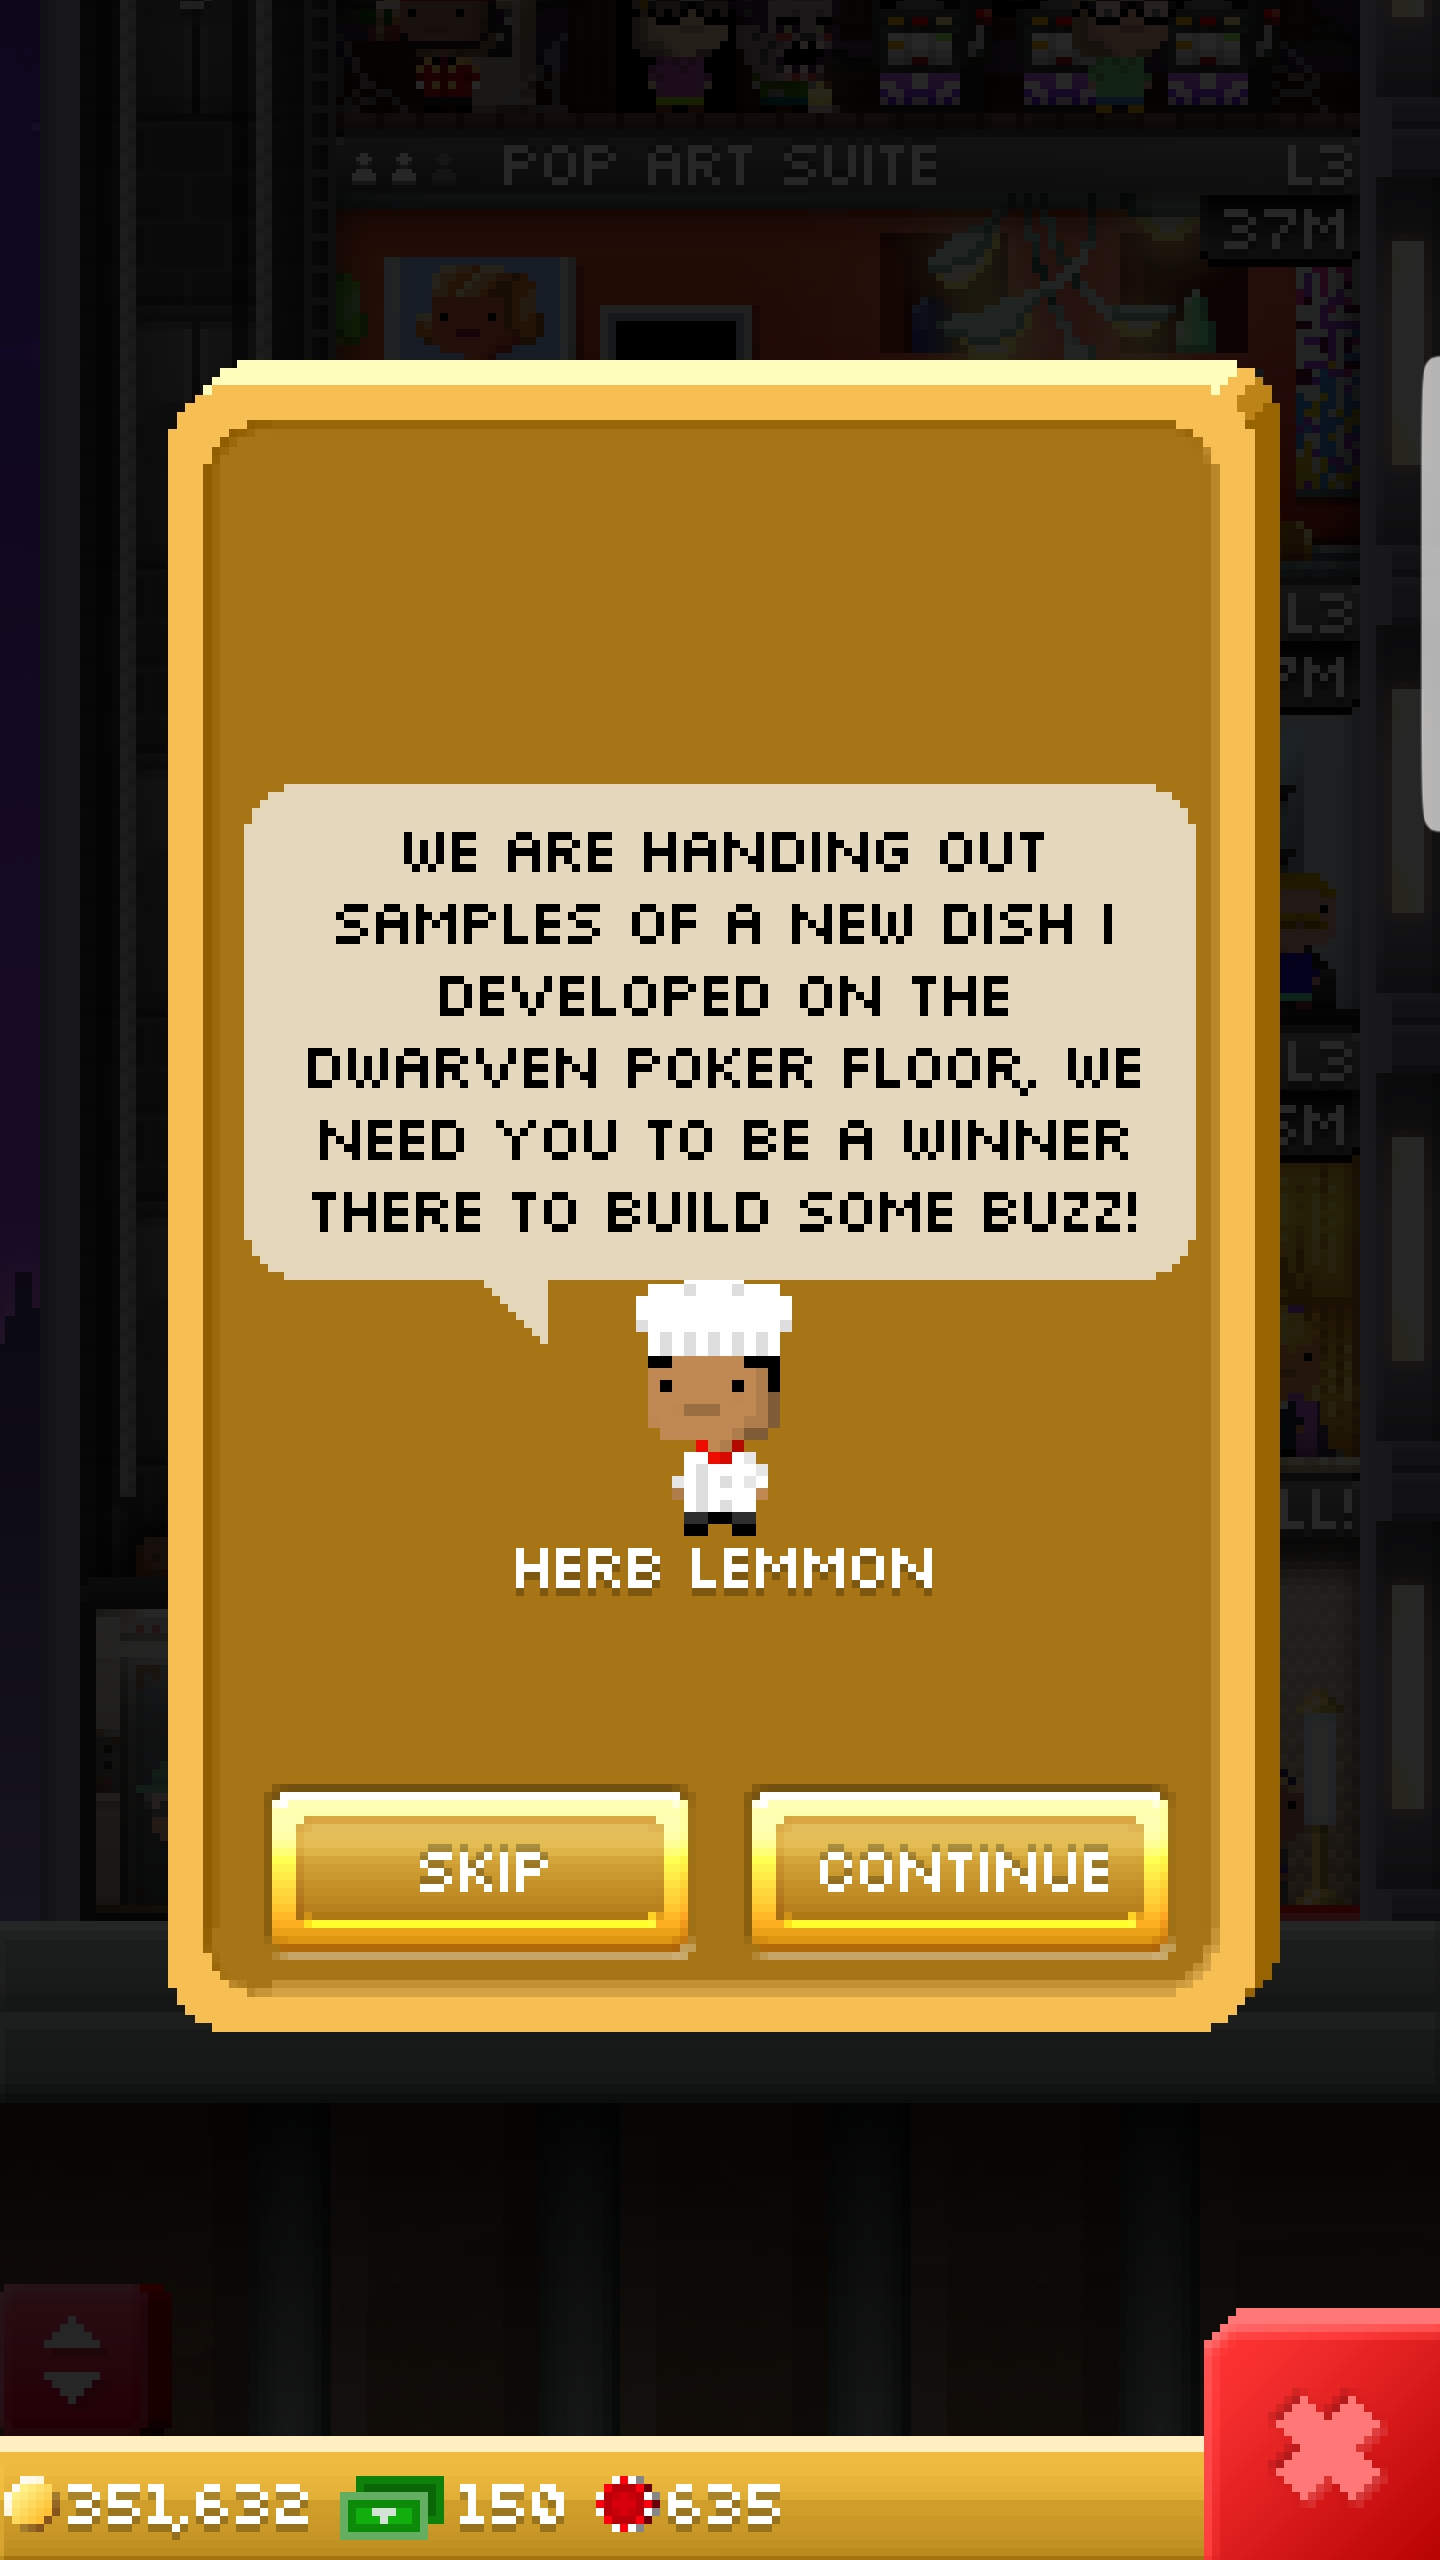 POP ART SUITE L3
37M
L3
PM
L3
5M
WE ARE HANDING OUT
SAMPLES OF A NEW DISH I
DEVELOPED ON THE
DWARVEN POKER FLOOR, WE
NEED YOU TO BE A WINNER
THERE TO BUILD SOME BUZZ!
HERB LEMMON
LL!
SKIP
CONTINUE
351,632 150 635